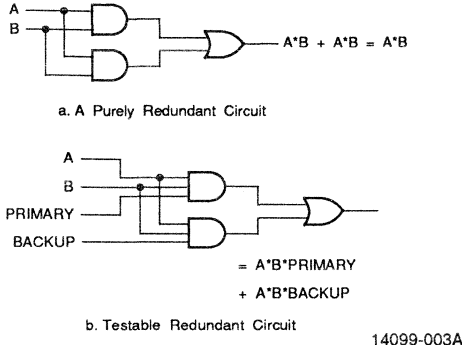 A
B
A*B + A*B = A*B
a. A Purely Redundant Circuit
A
B
PRIMARY
BACKUP
= A*B*PRIMARY
+ A*B*BACKUP
b. Testable Redundant Circuit
14099-003A